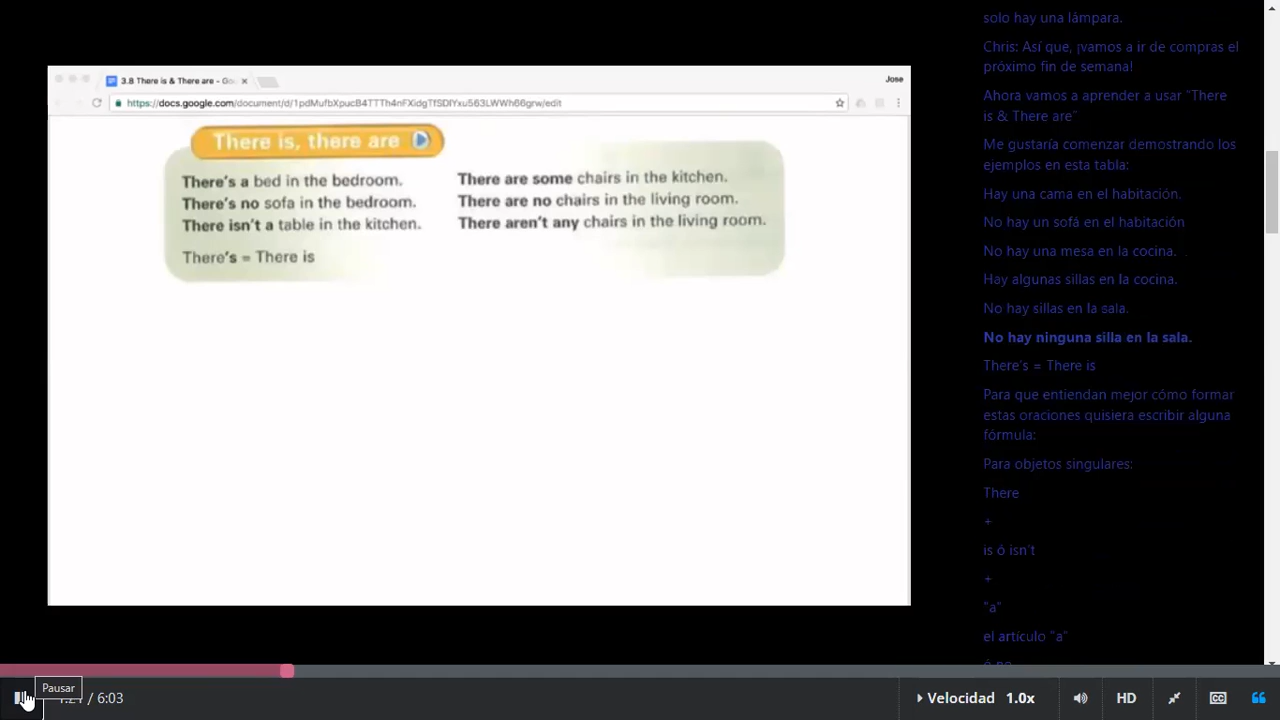 3.8 There is & There are - Go
Jose
There is, there are
There's a bed in the bedroom.
There's no sofa in the bedroom.
There isn't a table in the kitchen.
There's = There is
There are some chairs in the kitchen.
There are no chairs in the living room.
There aren't any chairs in the living room.
solo hay una lámpara.
Chris: Así que, ¡vamos a ir de compras el
próximo fin de semana!
Ahora vamos a aprender a usar "There
is & There are"
Me gustaría comenzar demostrando los
ejemplos en esta tabla:
Hay una cama en el habitación.
No hay un sofá en el habitación
No hay una mesa en la cocina. .
Hay algunas sillas en la cocina.
No hay sillas en la sala.
No hay ninguna silla en la sala.
There's = There is
Para que entiendan mejor cómo formar
estas oraciones quisiera escribir alguna
fórmula:
Para objetos singulares:
There
+
is ó isn't
+
"a"
el artículo "a"
ó no
Pausar
/ 6:03
Velocidad 1.0x
HD
CC